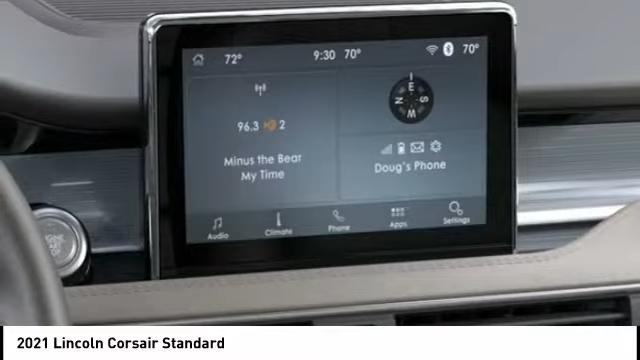 72° 9:30 70° 70°
96.3 2
Minus the Bear
My Time
N E S W
Doug's Phone
Audio Climate Phone Apps Settings
2021 Lincoln Corsair Standard